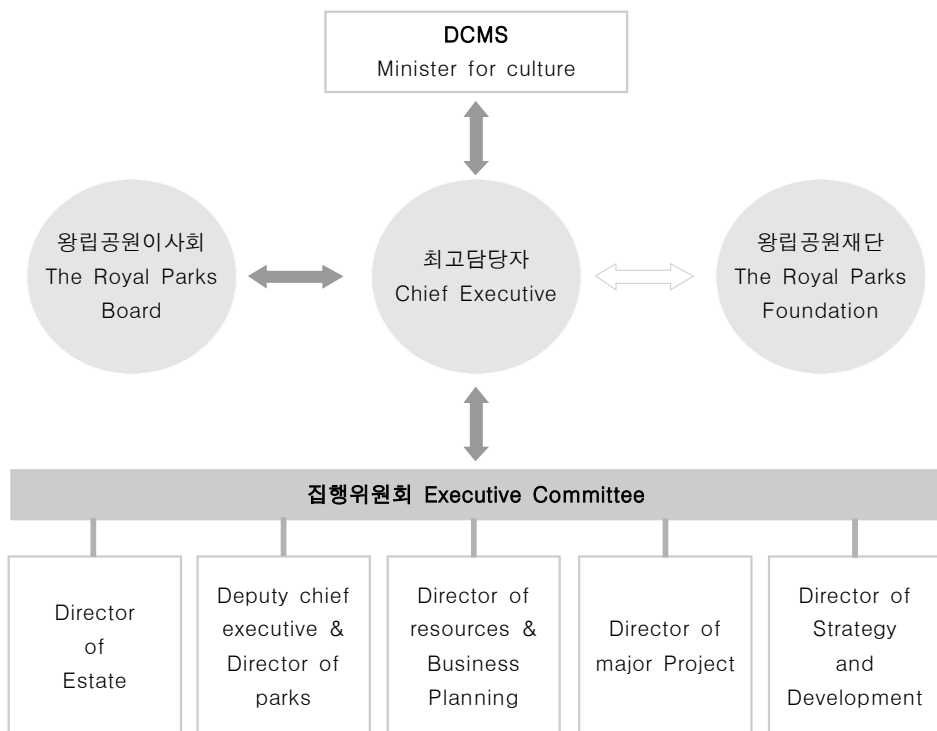 DCMS
Minister for culture
왕립공원이사회
The Royal Parks
Board
최고담당자
Chief Executive
왕립공원재단
The Royal Parks
Foundation
집행위원회 Executive Committee
Director
of
Estate
Deputy chief
executive &
Director of
parks
Director of
resources &
Business
Planning
Director of
major Project
Director of
Strategy
and
Development